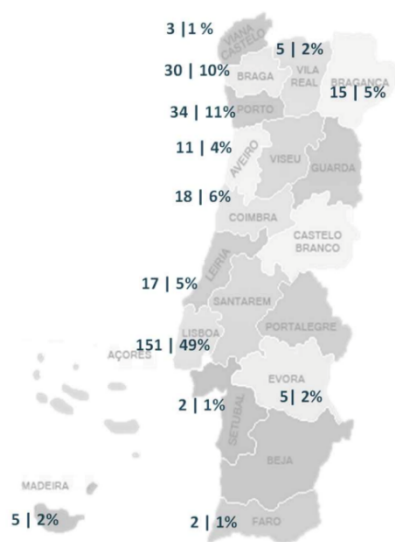 3 |1 %
VIANA
CASTELO
5 | 2%
30 | 10%
BRAGA
VILA
REAL
BRAGANÇA
15 | 5%
34 | 11%
PORTO
11 | 4%
AVEIRO
VISEU
GUARDA
18 | 6%
COIMBRA
CASTELO
BRANCO
LEIRIA
17 | 5%
SANTAREM
PORTALEGRE
LISBOA
151 | 49%
AÇORES
EVORA
5| 2%
2 | 1%
SETUBAL
BEJA
MADEIRA
5 | 2%
2 | 1%
FARO